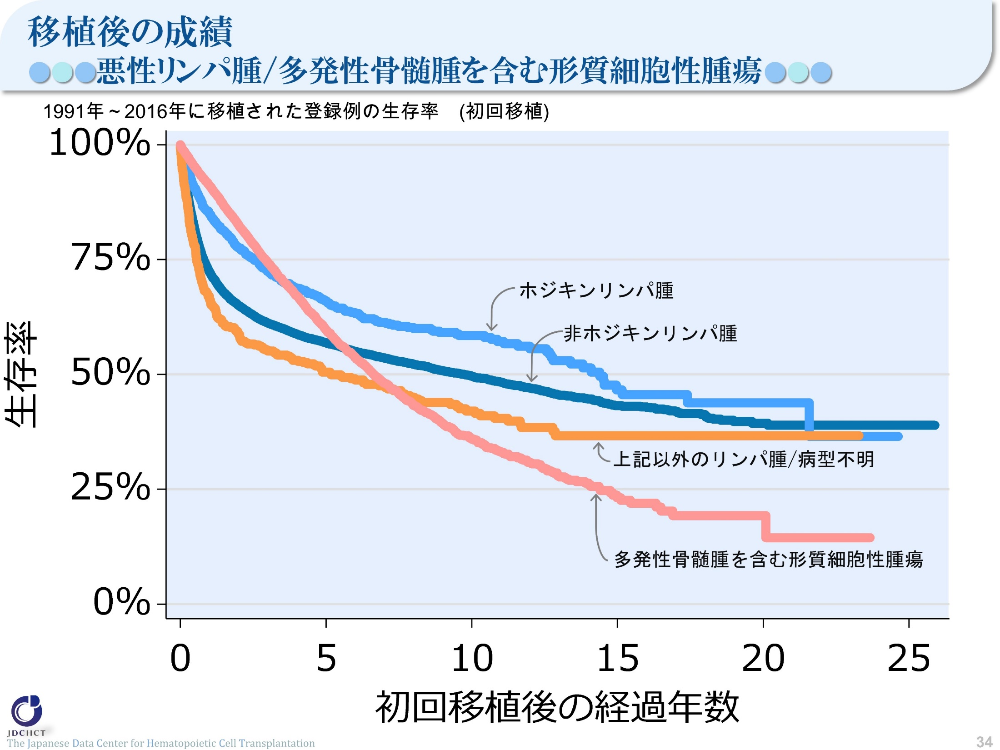 移植後の成績
悪性リンパ腫/多発性骨髄腫を含む形質細胞性腫瘍
1991年~2016年に移植された登録例の生存率　(初回移植)
100%
75%
50%
25%
0%
生存率
ホジキンリンパ腫
非ホジキンリンパ腫
上記以外のリンパ腫/病型不明
多発性骨髄腫を含む形質細胞性腫瘍
0 5 10 15 20 25
初回移植後の経過年数
JDCHCT
The Japanese Data Center for Hematopoietic Cell Transplantation
34